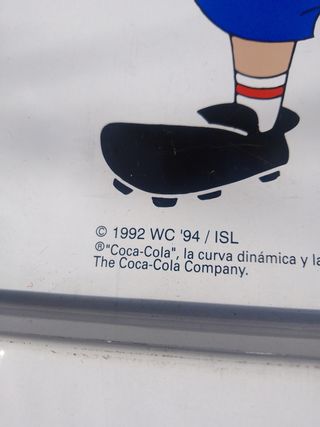 © 1992 WC '94 / ISL
®"Coca-Cola", la curva dinámica y la
The Coca-Cola Company.